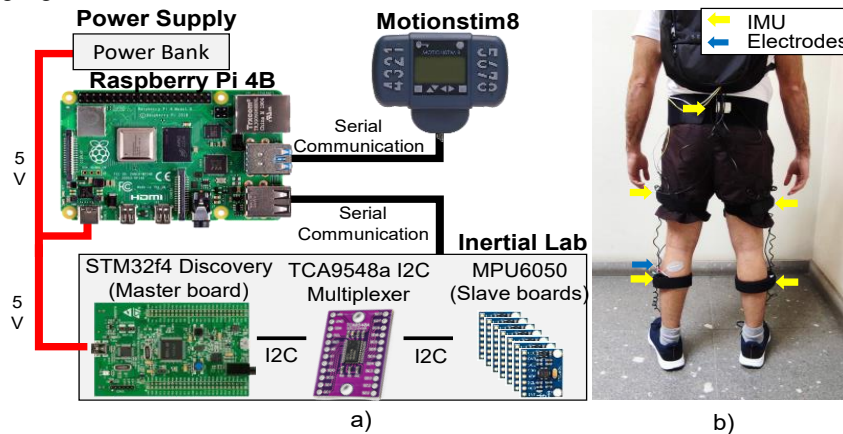 Power Supply
Power Bank
Raspberry Pi 4B
Motionstim8
IMU
Electrodes
5
V
Serial
Communication
HDMI
Serial
Communication
Inertial Lab
5
V
STM32f4 Discovery
(Master board)
TCA9548a I2C
Multiplexer
MPU6050
(Slave boards)
I2C
I2C
a)
b)